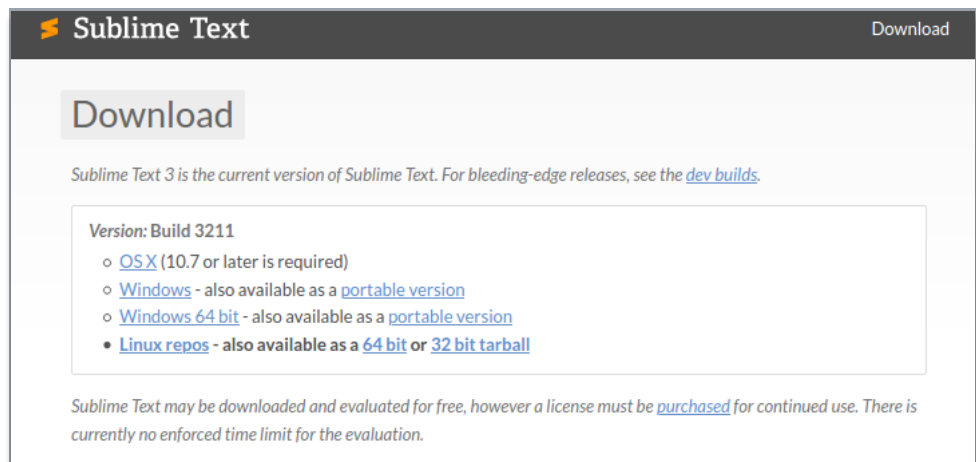 Sublime Text
Download
Download
Sublime Text 3 is the current version of Sublime Text. For bleeding-edge releases, see the dev builds.
Version: Build 3211
OS X (10.7 or later is required)
Windows - also available as a portable version
Windows 64 bit - also available as a portable version
Linux repos - also available as a 64 bit or 32 bit tarball
Sublime Text may be downloaded and evaluated for free, however a license must be purchased for continued use. There is
currently no enforced time limit for the evaluation.